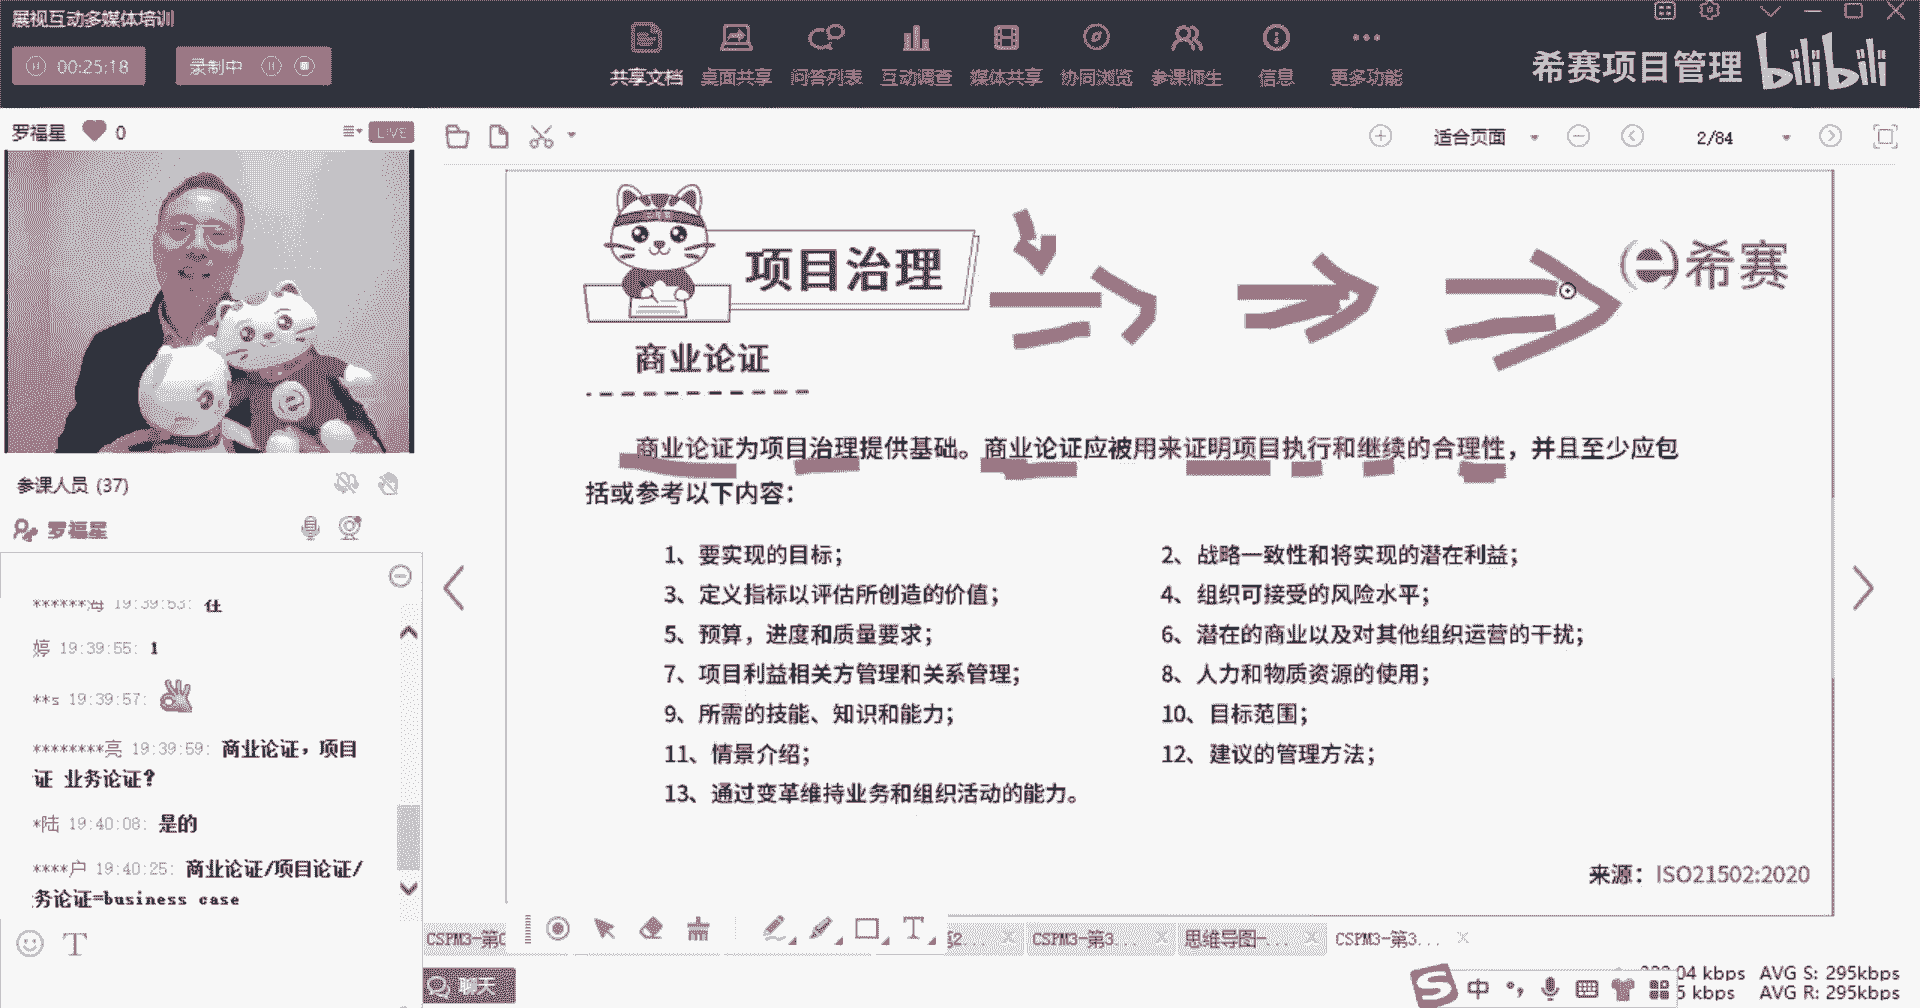 展视互动多媒体培训
00:25:18
录制中
共享文档
桌面共享
问答列表
互动调查
媒体共享
协同浏览
参课师生
信息
更多功能
希赛项目管理
bilibili
罗福星
0
LIVE
适合页面
2/84
项目治理
希赛
商业论证
商业论证为项目治理提供基础。商业论证应被用来证明项目执行和继续的合理性，并且至少应包
括或参考以下内容：
1、要实现的目标；
2、战略一致性和将实现的潜在利益；
3、定义指标以评估所创造的价值；
4、组织可接受的风险水平；
5、预算，进度和质量要求；
6、潜在的商业以及对其他组织运营的干扰；
7、项目利益相关方管理和关系管理；
8、人力和物质资源的使用；
9、所需的技能、知识和能力；
10、目标范围；
11、情景介绍；
12、建议的管理方法；
13、通过变革维持业务和组织活动的能力。
来源：ISO21502:2020
参课人员 (37)
罗福星
******海 19:39:53:
婷 19:39:55: 1
**s 19:39:57:
********亮 19:39:59: 商业论证，项目
证 业务论证?
*陆 19:40:08: 是的
****户 19:40:25: 商业论证/项目论证/
务论证=business case
CSPM3-第
2...
CSPM3-第3...
思维导图-...
CSPM3-第3...
聊天
中
04 kbps AVG S: 295kbps
5 kbps AVG R: 295kbps